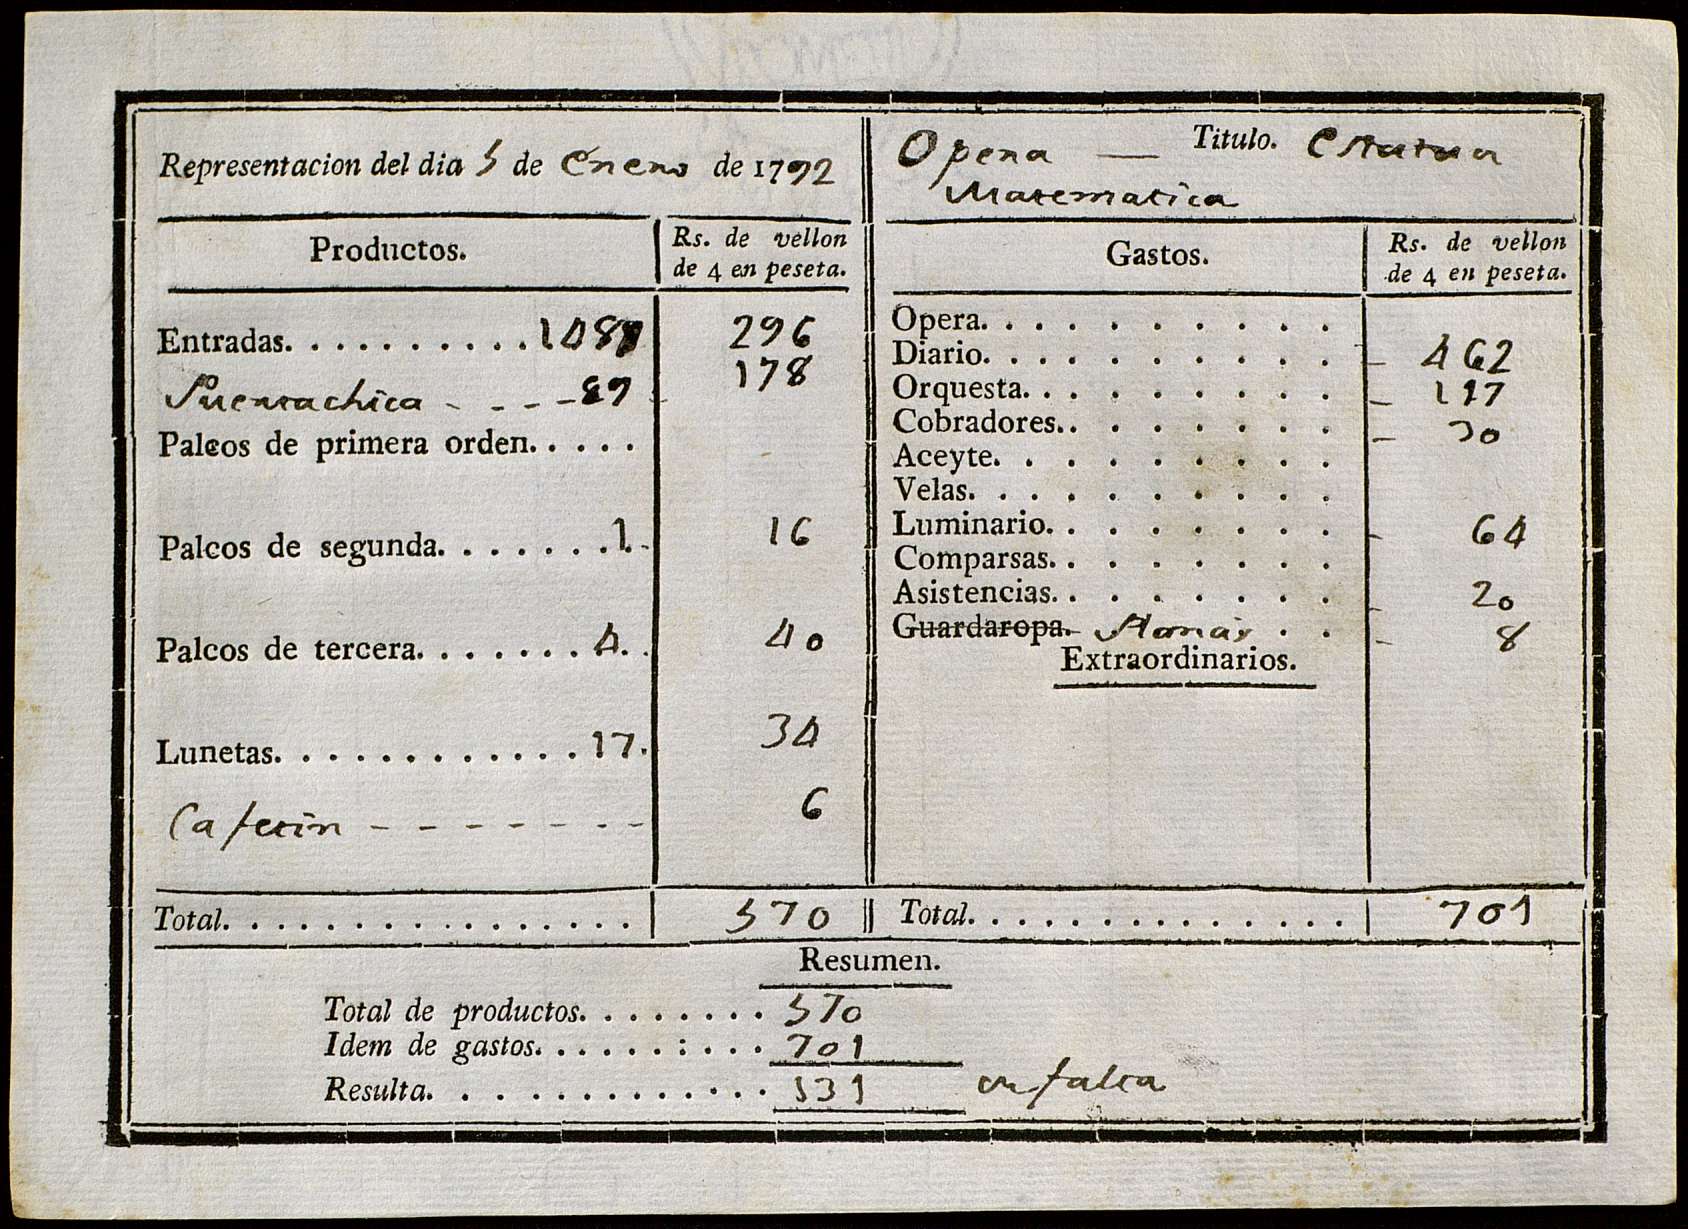 Representacion del dia 5 de Enero de 1792
Opera — Titulo. Estatua
Matematica
Productos.
Rs. de vellon
de 4 en peseta.
Gastos.
Rs. de vellon
de 4 en peseta.
Entradas. . . . . . . . . . 148 296
Puertachica - - - - 89 178
Palcos de primera orden. . . . .
Palcos de segunda. . . . . . . 1. 16
Palcos de tercera. . . . . . . 4. . 40
Lunetas. . . . . . . . . . . . 17. 34
Cafetin - - - - - - - - 6
Total. . . . . . . . . . . . . . . . 570
Opera. . . . . . . . . . .
Diario. . . . . . . . . . . - 462
Orquesta. . . . . . . . . - 117
Cobradores. . . . . . . . - 30
Aceyte. . . . . . . . . .
Velas. . . . . . . . . . .
Luminario. . . . . . . . - 64
Comparsas. . . . . . . .
Asistencias. . . . . . . . - 20
Guardaropa. . . - 8
Extraordinarios.
Total. . . . . . . . . . . . . . 701
Resumen.
Total de productos. . . . . . . . 570
Idem de gastos. . . . . . : . . . 701
Resulta. . . . . . . . . . . . . 131 en falta